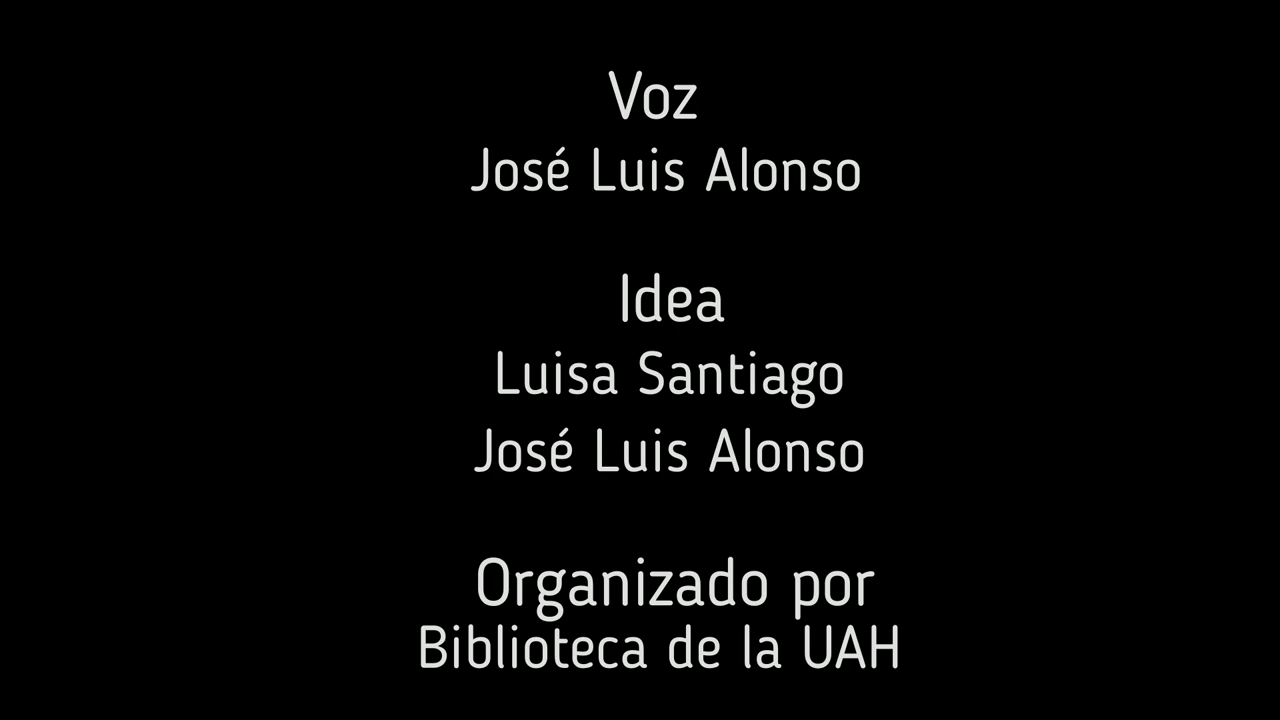 Voz
José Luis Alonso
Idea
Luisa Santiago
José Luis Alonso
Organizado por
Biblioteca de la UAH